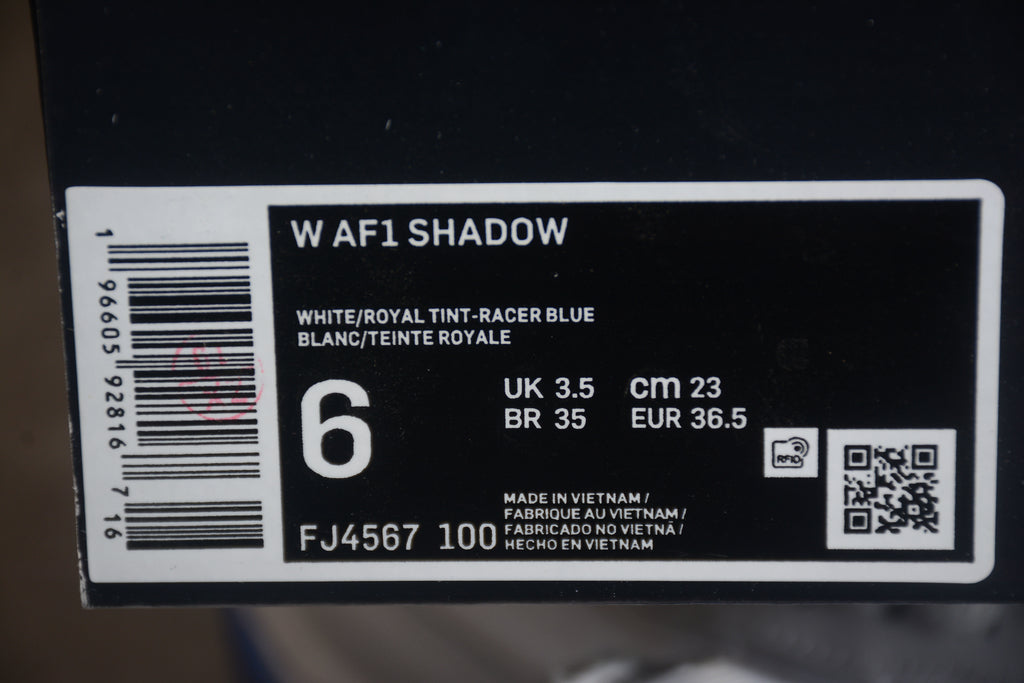 W AF1 SHADOW
WHITE/ROYAL TINT-RACER BLUE
BLANC/TEINTE ROYALE
6
UK 3.5 cm 23
BR 35 EUR 36.5
RFID
MADE IN VIETNAM /
FABRIQUE AU VIETNAM /
FABRICADO NO VIETNÃ /
HECHO EN VIETNAM
FJ4567 100
1 96605 92816 7 16